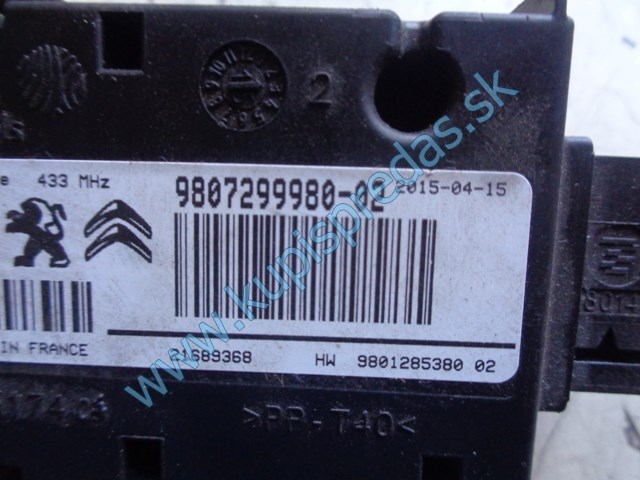 2
433 MHz
9807299980-02 2015-04-15
IN FRANCE
21689368 HW 9801285380 02
>PP-T40<
www.kupispredas.sk